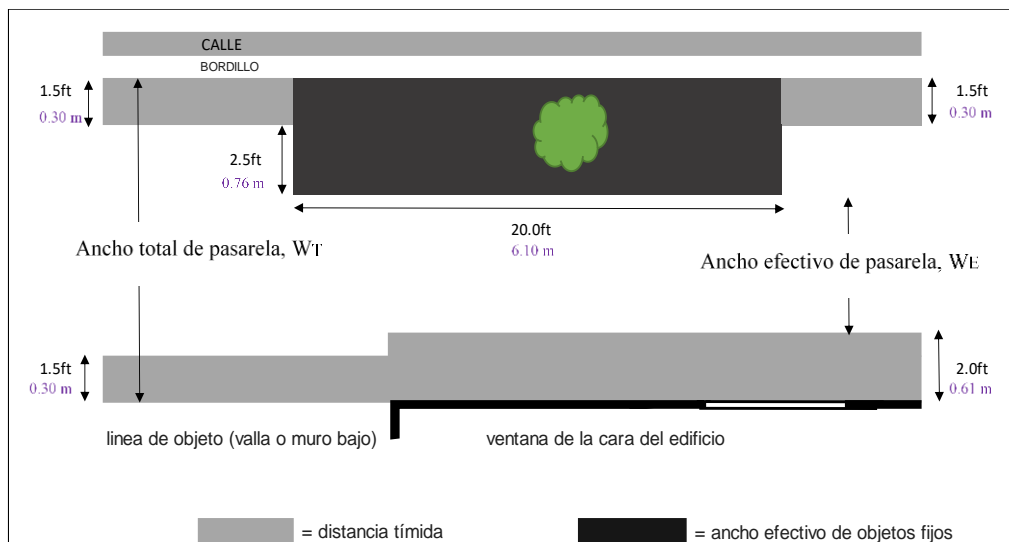 CALLE
BORDILLO
1.5ft
0.30 m
1.5ft
0.30 m
2.5ft
0.76 m
20.0ft
6.10 m
Ancho total de pasarela, WT
Ancho efectivo de pasarela, WE
1.5ft
0.30 m
2.0ft
0.61 m
linea de objeto (valla o muro bajo)
ventana de la cara del edificio
= distancia tímida
= ancho efectivo de objetos fijos